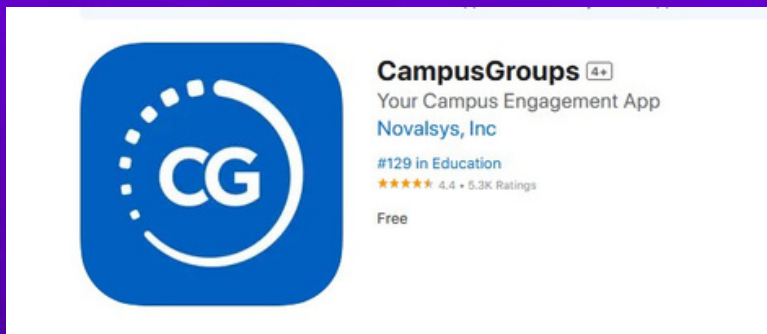 CG
CampusGroups 4+
Your Campus Engagement App
Novalsys, Inc
#129 in Education
★★★★★ 4.4 • 5.3K Ratings
Free